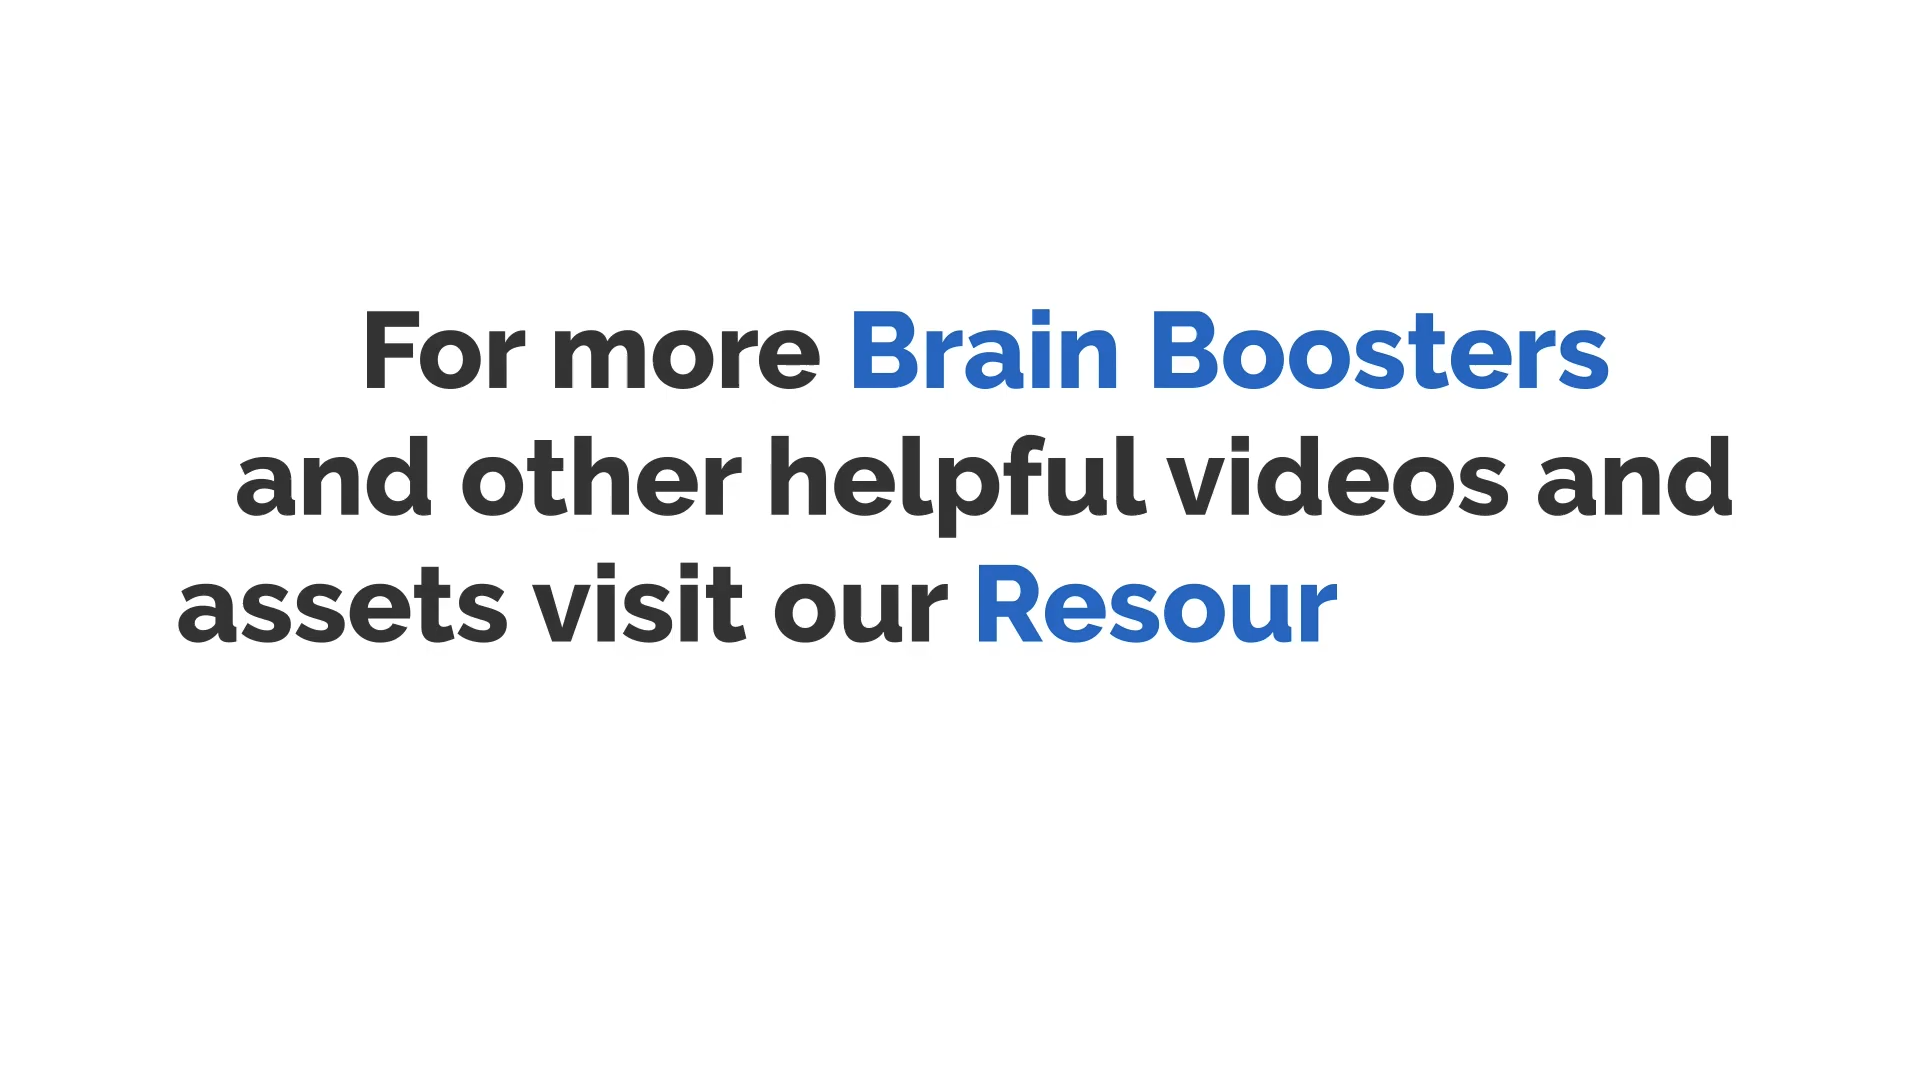 For more Brain Boosters
and other helpful videos and
assets visit our Resour